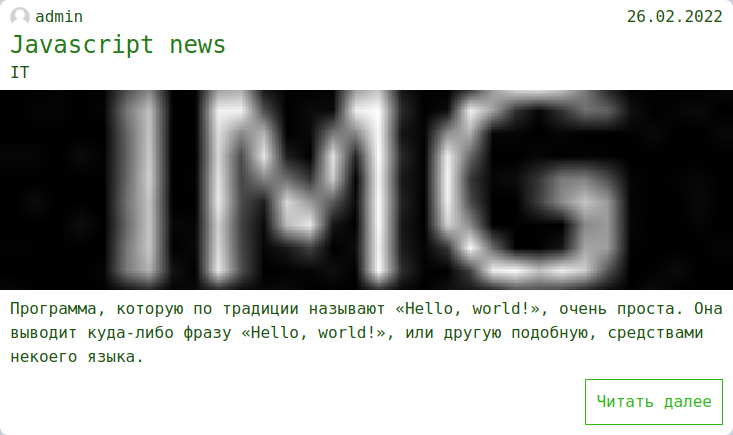 admin
26.02.2022
Javascript news
IT
IMG
Программа, которую по традиции называют «Hello, world!», очень проста. Она
выводит куда-либо фразу «Hello, world!», или другую подобную, средствами
некоего языка.
Читать далее